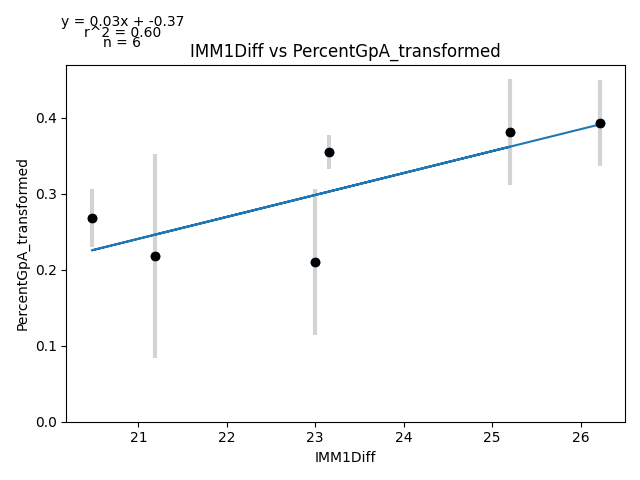 y = 0.03x + -0.37
r^2 = 0.60
n = 6
IMM1Diff vs PercentGpA_transformed
PercentGpA_transformed
0.4
0.3
0.2
0.1
0.0
21 22 23 24 25 26
IMM1Diff